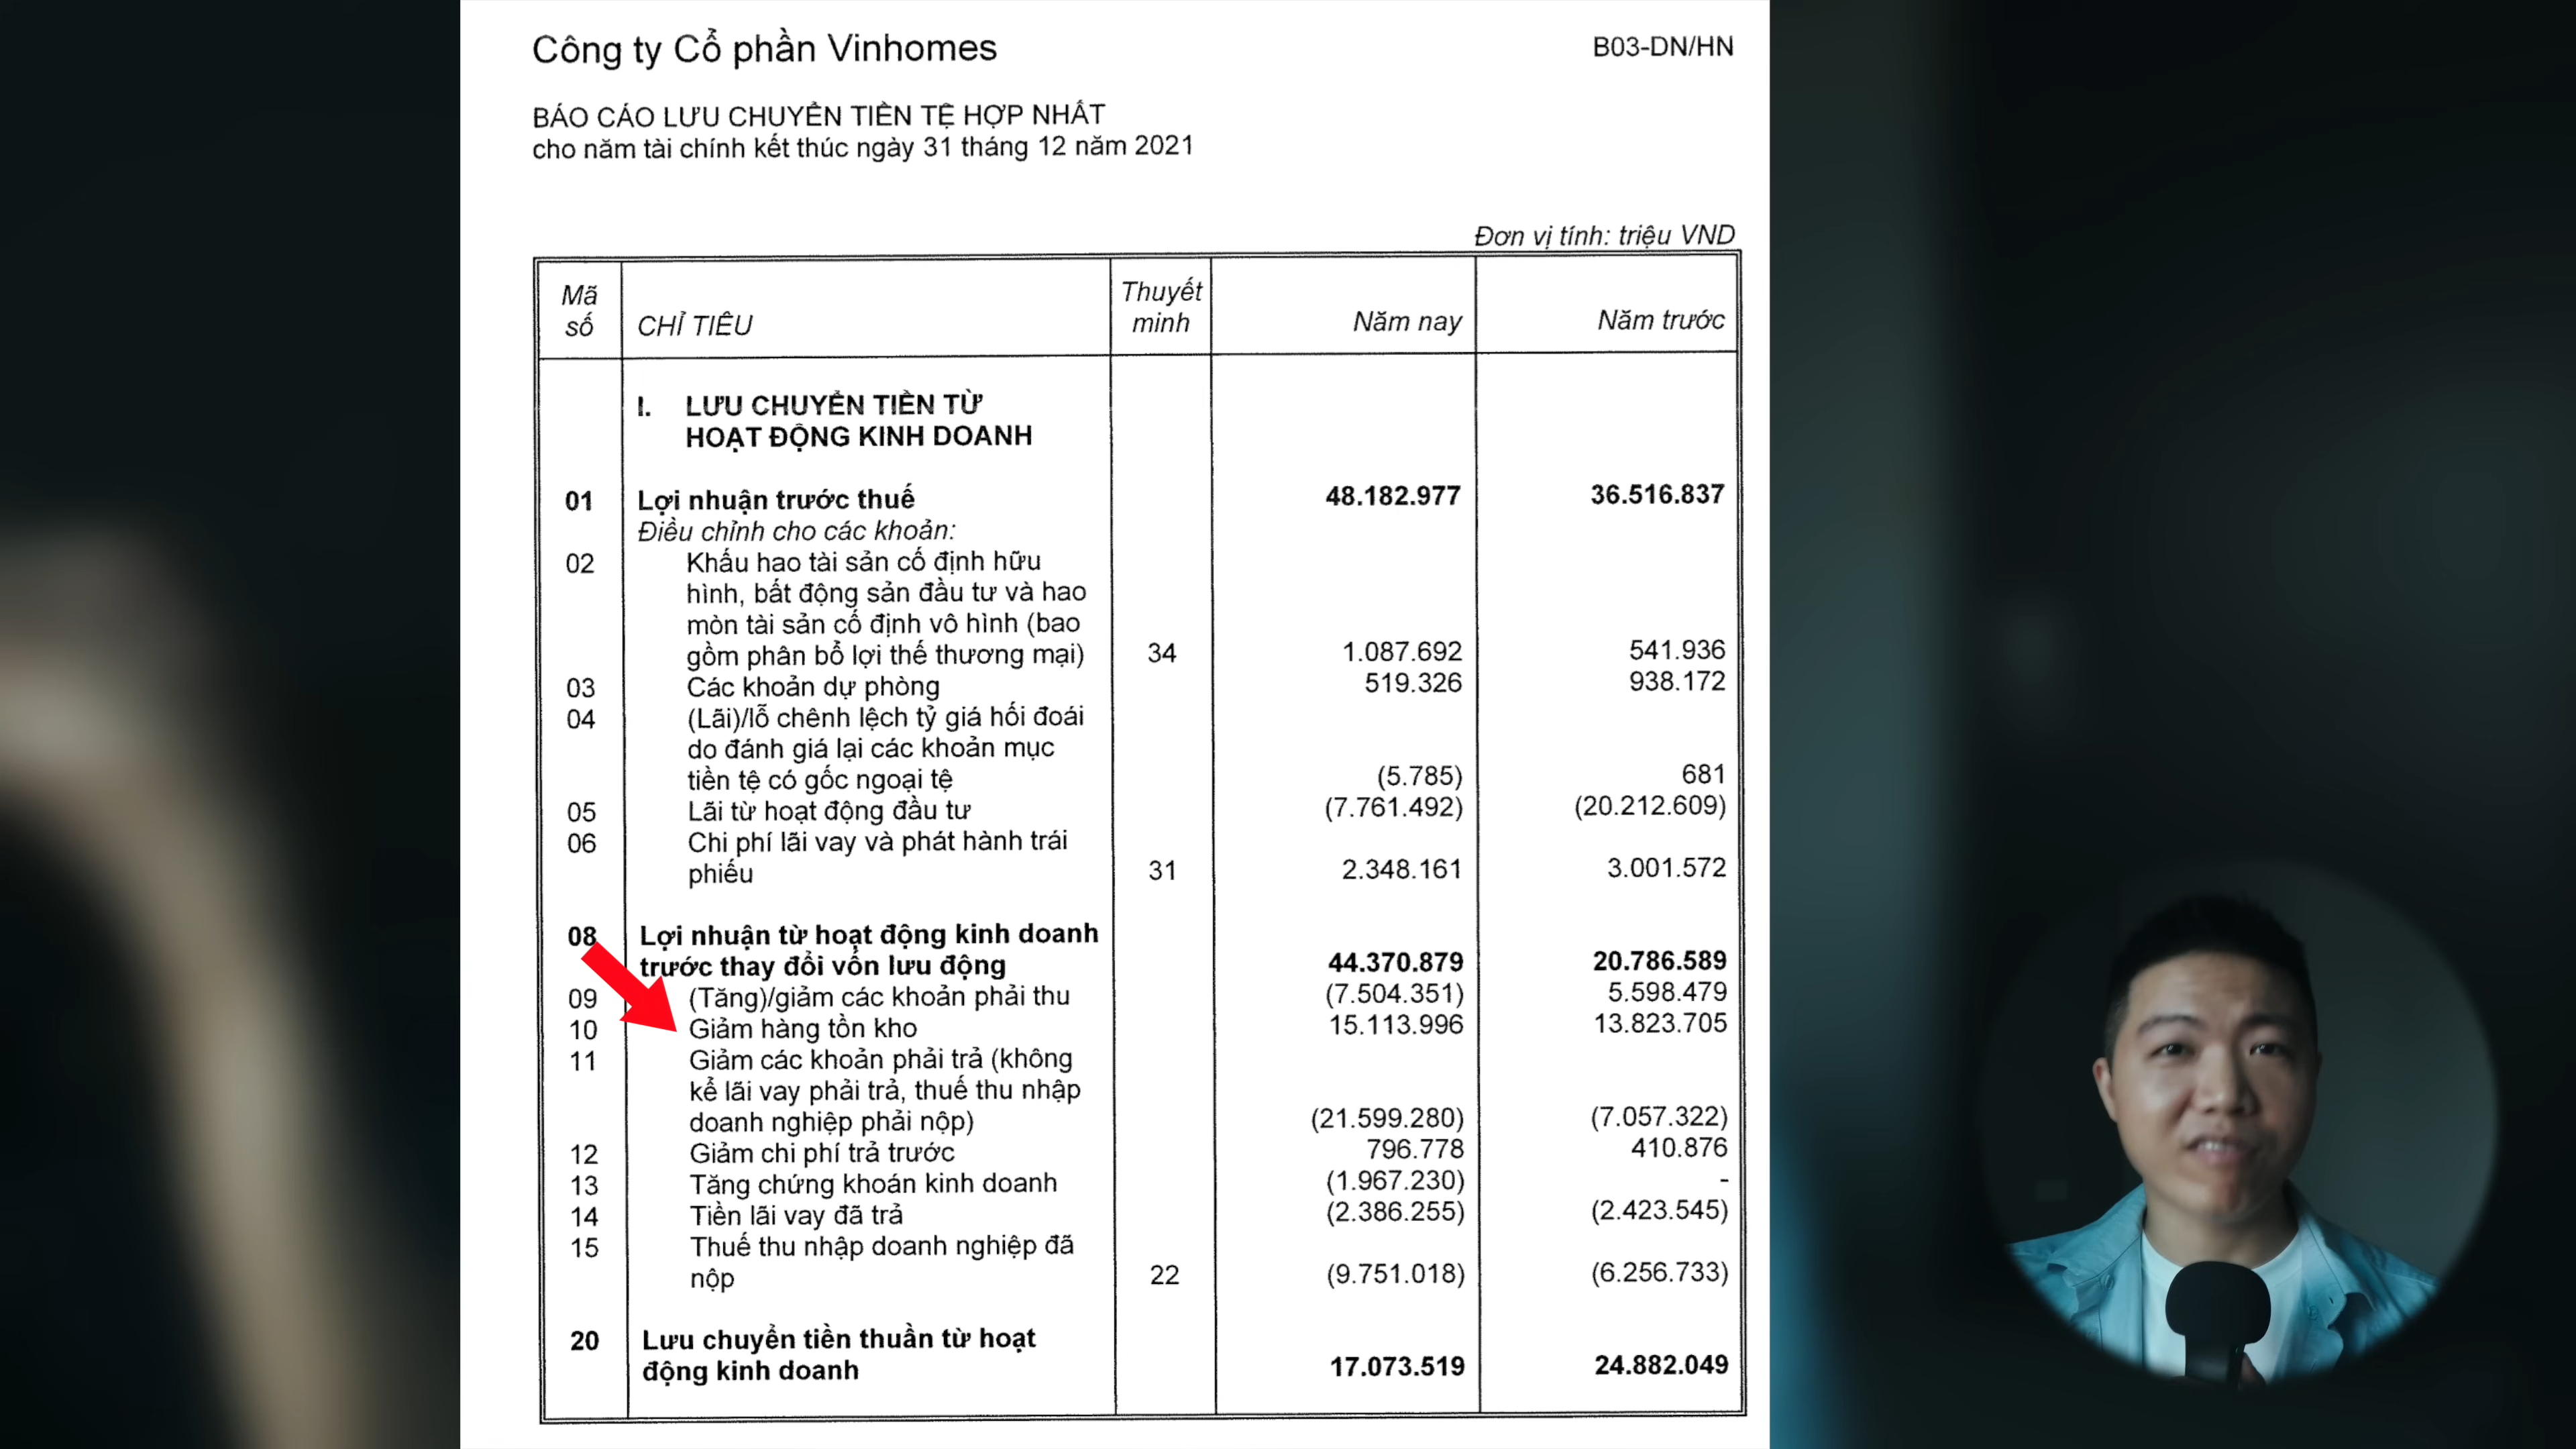 Công ty Cổ phần Vinhomes
B03-DN/HN
BÁO CÁO LƯU CHUYỂN TIỀN TỆ HỢP NHẤT
cho năm tài chính kết thúc ngày 31 tháng 12 năm 2021
Đơn vị tính: triệu VND
Mã số CHỈ TIÊU Thuyết minh Năm nay Năm trước
I. LƯU CHUYỂN TIỀN TỪ
HOẠT ĐỘNG KINH DOANH
01 Lợi nhuận trước thuế 48.182.977 36.516.837
Điều chỉnh cho các khoản:
02 Khấu hao tài sản cố định hữu
hình, bất động sản đầu tư và hao
mòn tài sản cố định vô hình (bao
gồm phân bổ lợi thế thương mại) 34 1.087.692 541.936
03 Các khoản dự phòng 519.326 938.172
04 (Lãi)/lỗ chênh lệch tỷ giá hối đoái
do đánh giá lại các khoản mục
tiền tệ có gốc ngoại tệ (5.785) 681
05 Lãi từ hoạt động đầu tư (7.761.492) (20.212.609)
06 Chi phí lãi vay và phát hành trái
phiếu 31 2.348.161 3.001.572
08 Lợi nhuận từ hoạt động kinh doanh
trước thay đổi vốn lưu động 44.370.879 20.786.589
09 (Tăng)/giảm các khoản phải thu (7.504.351) 5.598.479
10 Giảm hàng tồn kho 15.113.996 13.823.705
11 Giảm các khoản phải trả (không
kể lãi vay phải trả, thuế thu nhập
doanh nghiệp phải nộp) (21.599.280) (7.057.322)
12 Giảm chi phí trả trước 796.778 410.876
13 Tăng chứng khoán kinh doanh (1.967.230) -
14 Tiền lãi vay đã trả (2.386.255) (2.423.545)
15 Thuế thu nhập doanh nghiệp đã
nộp 22 (9.751.018) (6.256.733)
20 Lưu chuyển tiền thuần từ hoạt
động kinh doanh 17.073.519 24.882.049